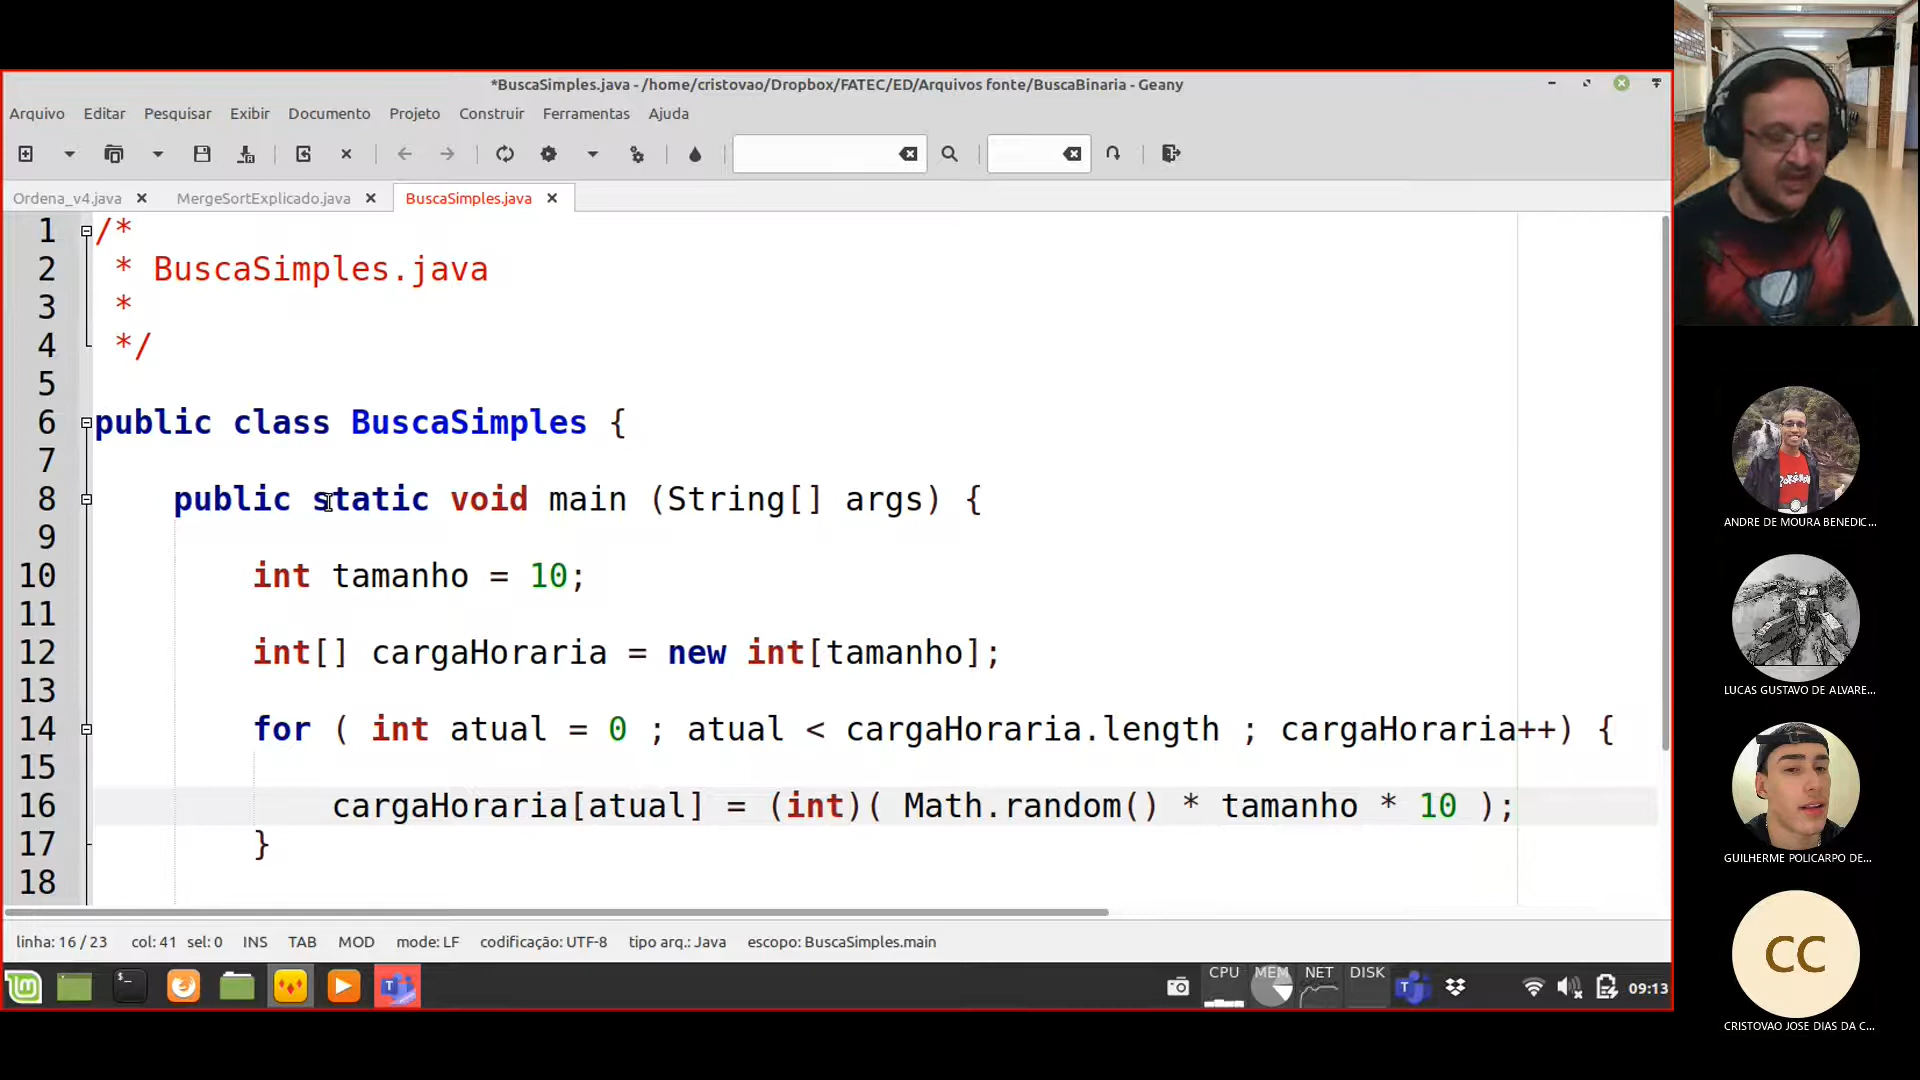 *BuscaSimples.java - /home/cristovao/Dropbox/FATEC/ED/Arquivos fonte/BuscaBinaria - Geany
Arquivo Editar Pesquisar Exibir Documento Projeto Construir Ferramentas Ajuda
Ordena_v4.java MergeSortExplicado.java BuscaSimples.java
1 /*
2 * BuscaSimples.java
3 *
4 */
5
6 public class BuscaSimples {
7
8 public static void main (String[] args) {
9
10 int tamanho = 10;
11
12 int[] cargaHoraria = new int[tamanho];
13
14 for ( int atual = 0 ; atual < cargaHoraria.length ; cargaHoraria++) {
15
16 cargaHoraria[atual] = (int)( Math.random() * tamanho * 10 );
17 }
18
linha: 16 / 23 col: 41 sel: 0 INS TAB MOD mode: LF codificação: UTF-8 tipo arq.: Java escopo: BuscaSimples.main
CPU MEM NET DISK
09:13
POKÉMON
ANDRE DE MOURA BENEDIC...
LUCAS GUSTAVO DE ALVARE...
GUILHERME POLICARPO DE...
CC
CRISTOVAO JOSE DIAS DA C...